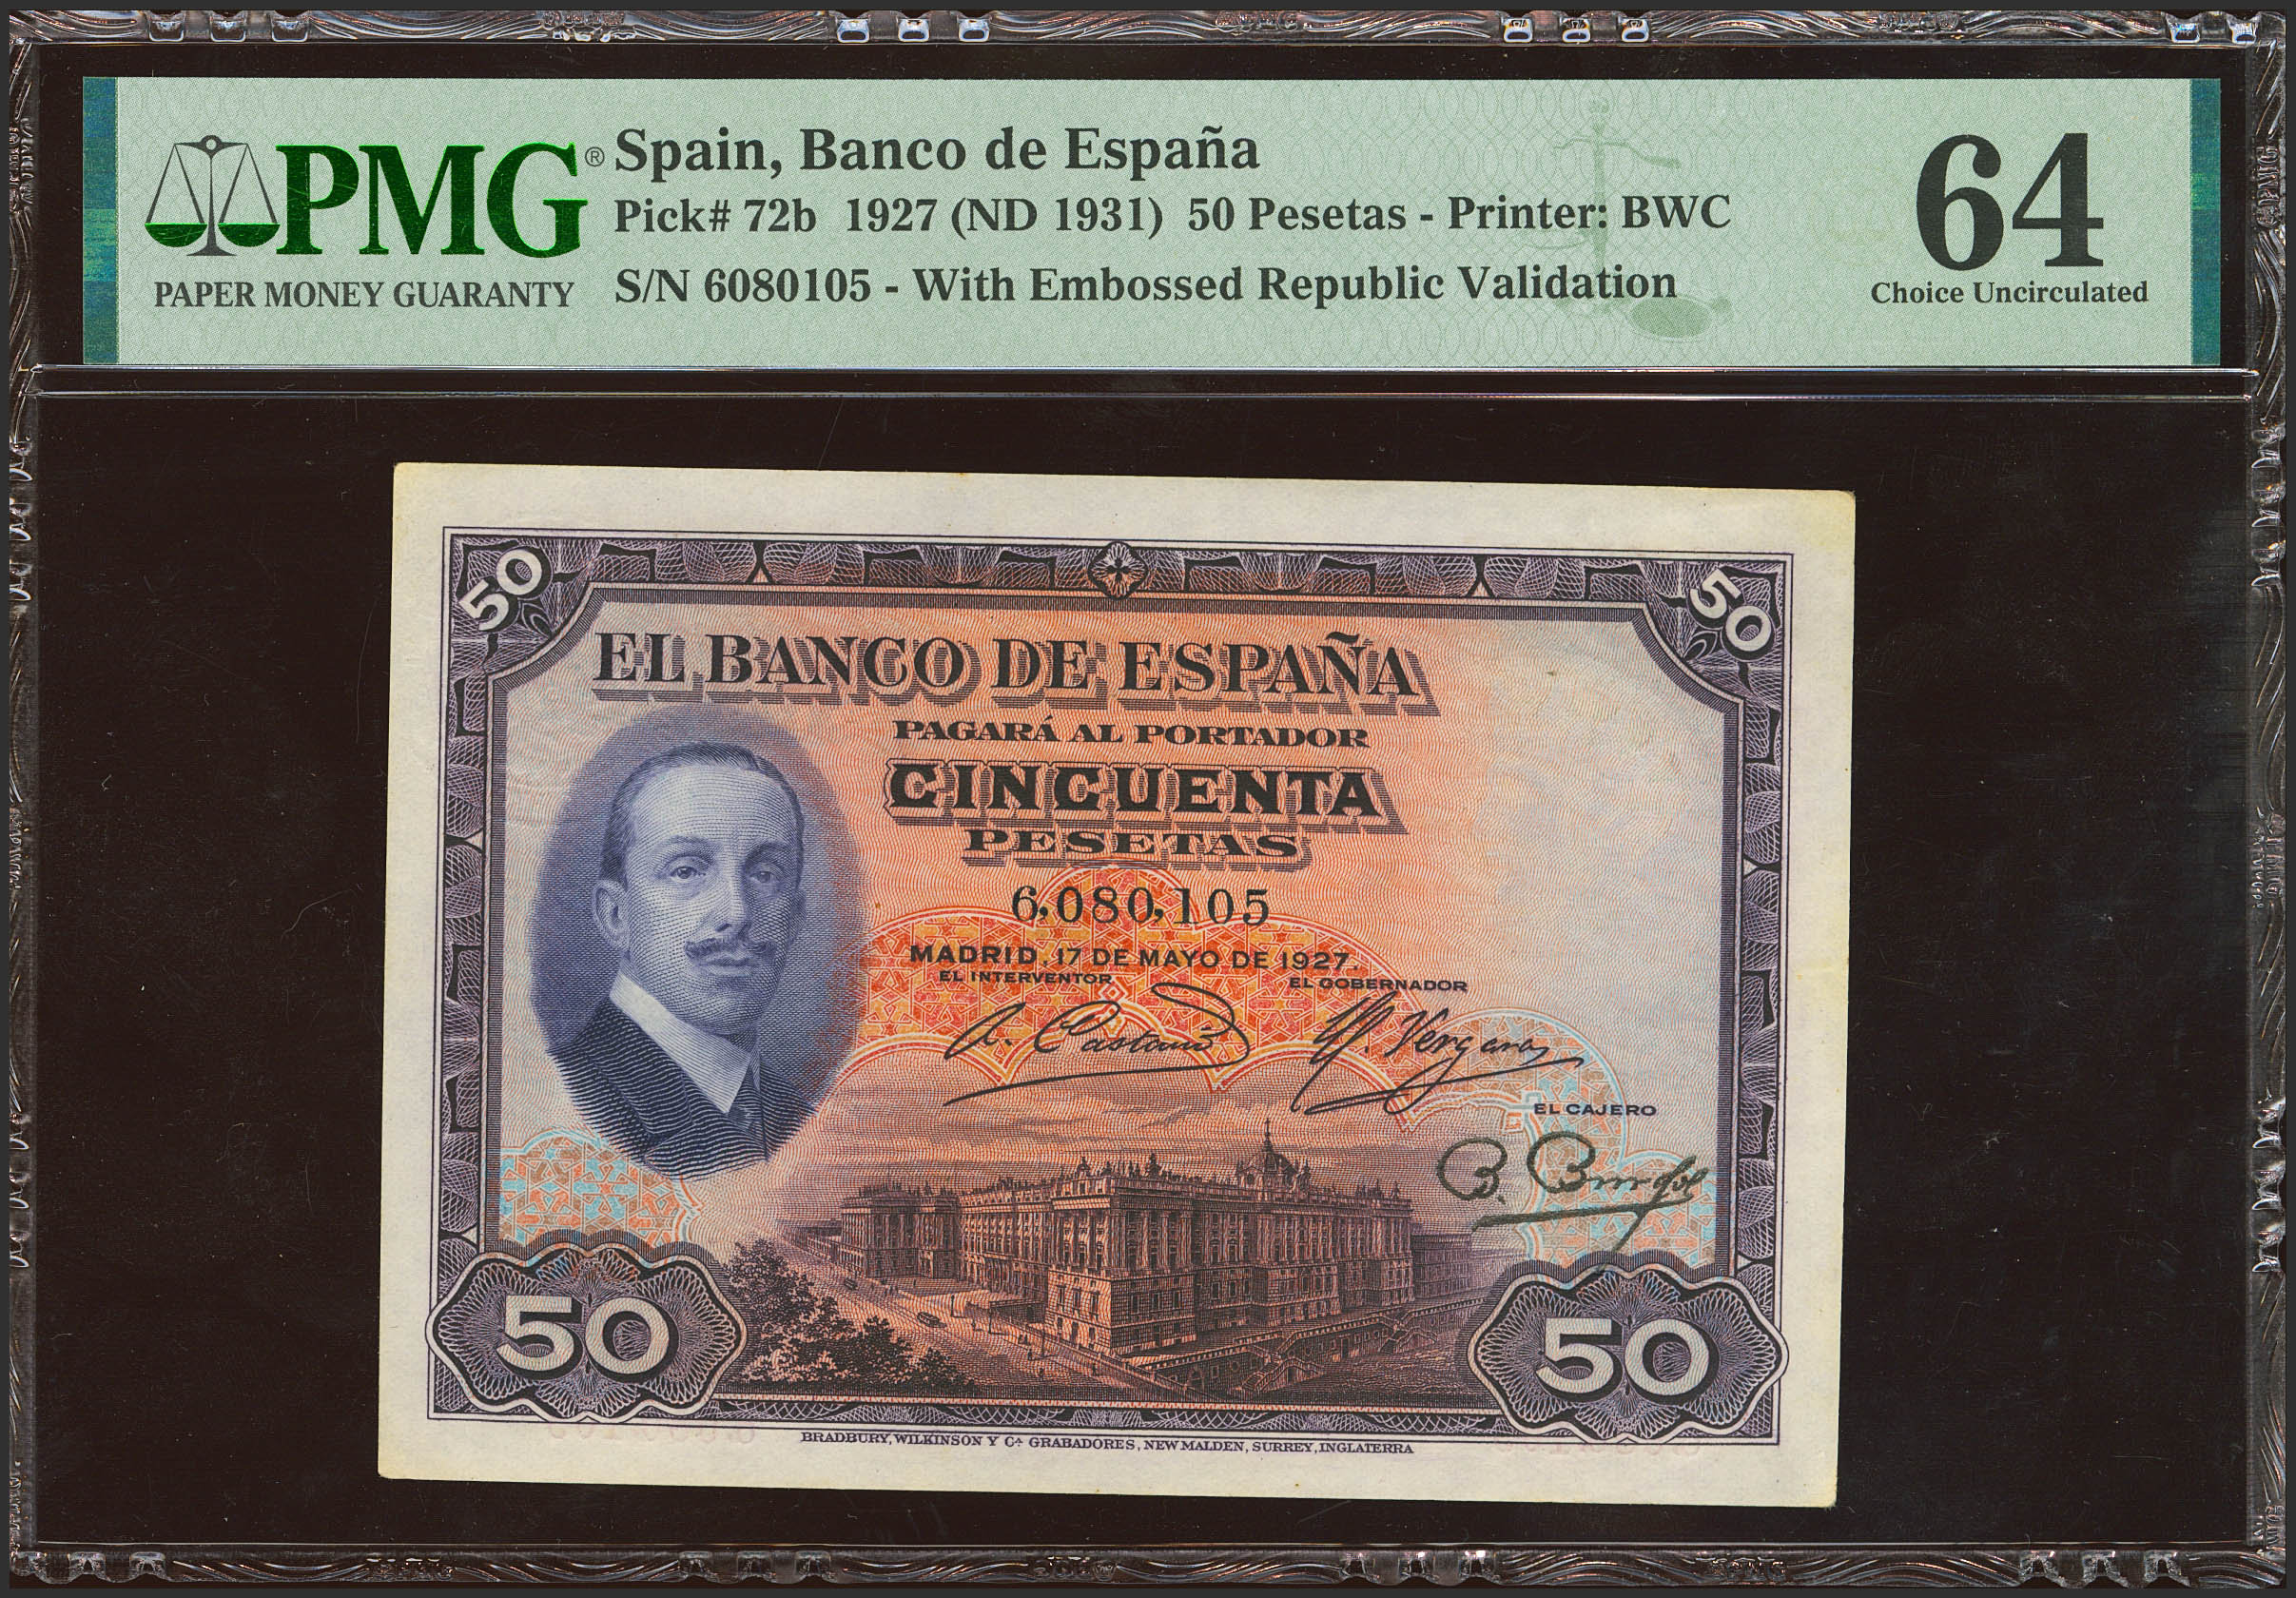 PMG®
PAPER MONEY GUARANTY
Spain, Banco de España
Pick# 72b 1927 (ND 1931) 50 Pesetas - Printer: BWC
S/N 6080105 - With Embossed Republic Validation
64
Choice Uncirculated
50
50
EL BANCO DE ESPAÑA
PAGARÁ AL PORTADOR
CINCUENTA
PESETAS
6,080,105
MADRID, 17 DE MAYO DE 1927.
EL INTERVENTOR
EL GOBERNADOR
A. Castaño
Vergara
EL CAJERO
50
50
BRADBURY, WILKINSON Y Cª GRABADORES, NEW MALDEN, SURREY, INGLATERRA